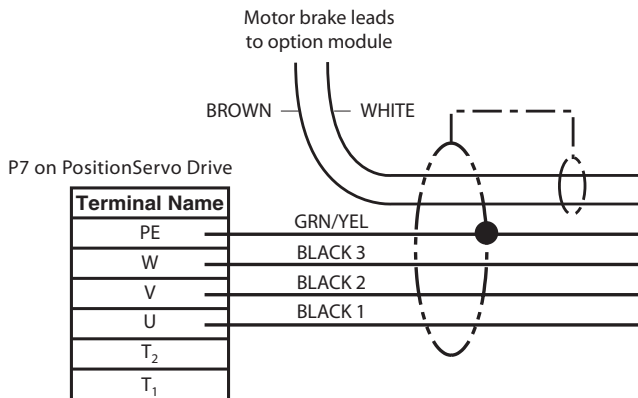 Motor brake leads
to option module
BROWN
WHITE
P7 on PositionServo Drive
Terminal Name
PE
GRN/YEL
W
BLACK 3
V
BLACK 2
U
BLACK 1
T2
T1